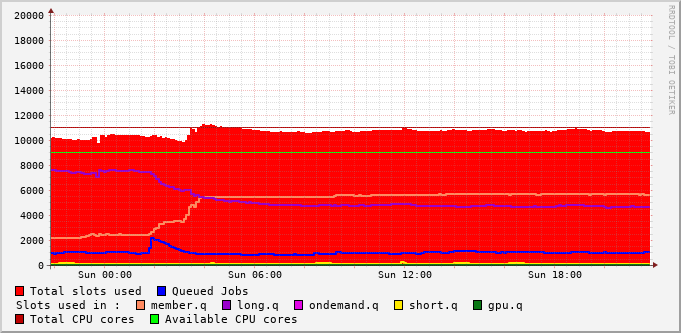 20000
18000
16000
14000
12000
10000
8000
6000
4000
2000
0
Sun 00:00 Sun 06:00 Sun 12:00 Sun 18:00
RRDTOOL / TOBI OETIKER
Total slots used Queued Jobs
Slots used in : member.q long.q ondemand.q short.q gpu.q
Total CPU cores Available CPU cores